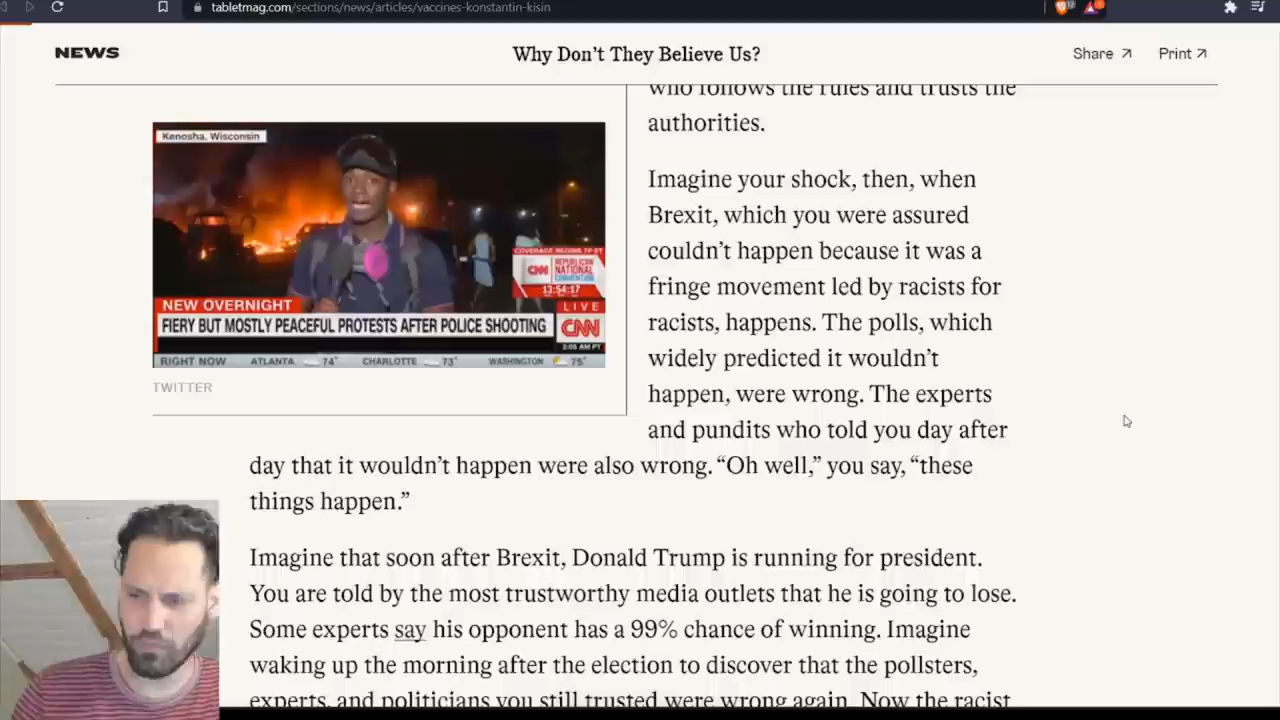 tabletmag.com/sections/news/articles/vaccines-konstantin-kisin
NEWS
Why Don't They Believe Us?
Share
Print
who follows the rules and trusts the
authorities.
Kenosha, Wisconsin
COVERAGE BEGINS 7P ET
CNN
REPUBLICAN
NATIONAL
CONVENTION
13:54:17
NEW OVERNIGHT
LIVE
FIERY BUT MOSTLY PEACEFUL PROTESTS AFTER POLICE SHOOTING
CNN
2:05 AM PT
RIGHT NOW ATLANTA 74° CHARLOTTE 73° WASHINGTON 75°
TWITTER
Imagine your shock, then, when
Brexit, which you were assured
couldn't happen because it was a
fringe movement led by racists for
racists, happens. The polls, which
widely predicted it wouldn't
happen, were wrong. The experts
and pundits who told you day after
day that it wouldn't happen were also wrong. “Oh well,” you say, “these
things happen.”
Imagine that soon after Brexit, Donald Trump is running for president.
You are told by the most trustworthy media outlets that he is going to lose.
Some experts say his opponent has a 99% chance of winning. Imagine
waking up the morning after the election to discover that the pollsters,
experts, and politicians you still trusted were wrong again. Now the racist